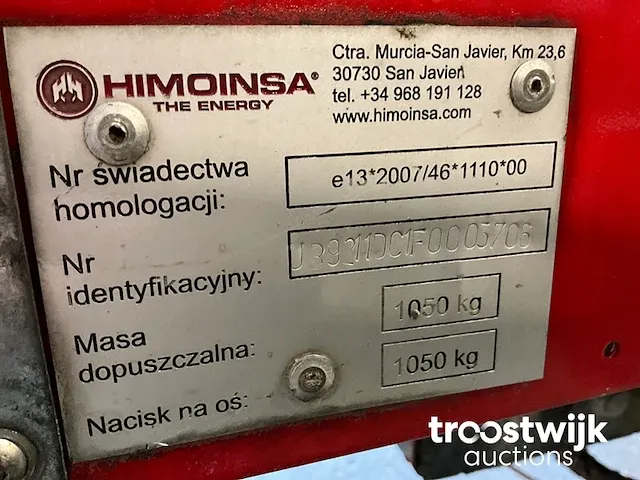 HIMOINSA®
THE ENERGY
Ctra. Murcia-San Javier, Km 23,6
30730 San Javier
tel. +34 968 191 128
www.himoinsa.com
Nr świadectwa
homologacji:
e13*2007/46*1110*00
Nr
identyfikacyjny:
Masa
dopuszczalna:
1050 kg
Nacisk na oś:
1050 kg
troostwijk
auctions